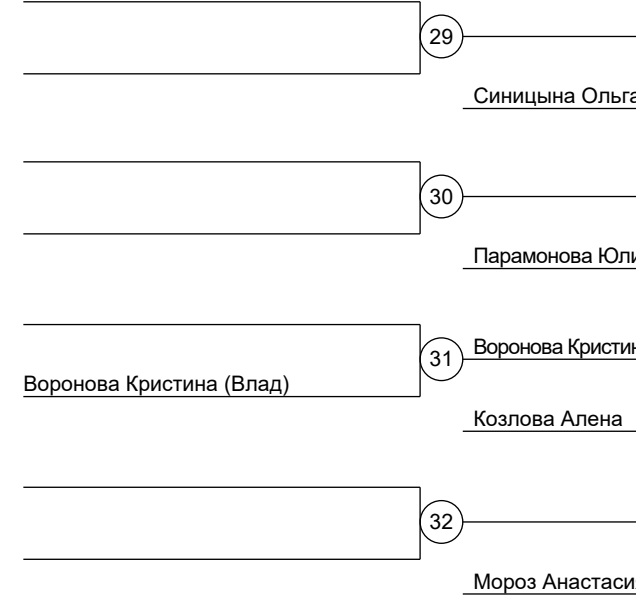 29
Синицына Ольга
30
Парамонова Юли
31
Воронова Кристин
Воронова Кристина (Влад)
Козлова Алена
32
Мороз Анастаси